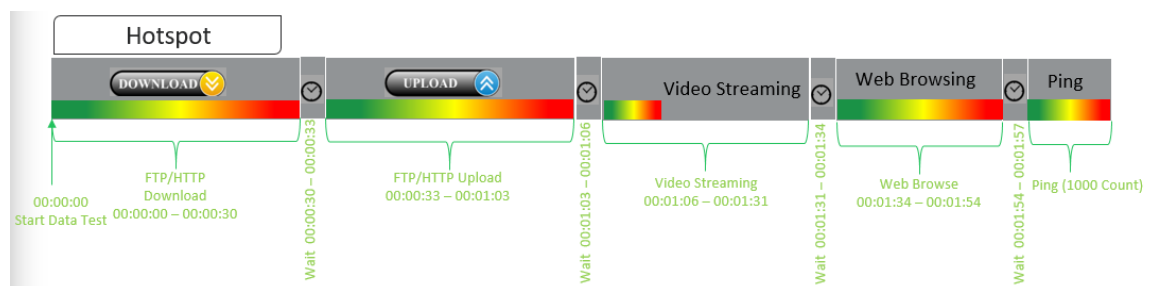 Hotspot
DOWNLOAD
UPLOAD
Video Streaming
Web Browsing
Ping
00:00:00
Start Data Test
FTP/HTTP
Download
00:00:00 – 00:00:30
Wait 00:00:30 – 00:00:33
FTP/HTTP Upload
00:00:33 – 00:01:03
Wait 00:01:03 – 00:01:06
Video Streaming
00:01:06 – 00:01:31
Wait 00:01:31 – 00:01:34
Web Browse
00:01:34 – 00:01:54
Wait 00:01:54 – 00:01:57
Ping (1000 Count)